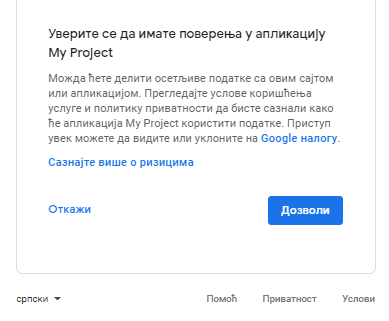 Уверите се да имате поверења у апликацију
My Project
Можда ћете делити осетљиве податке са овим сајтом
или апликацијом. Прегледајте услове коришћења
услуге и политику приватности да бисте сазнали како
ће апликација My Project користити податке. Приступ
увек можете да видите или уклоните на Google налогу.
Сазнајте више о ризицима
Откажи
Дозволи
српски
Помоћ
Приватност
Услови